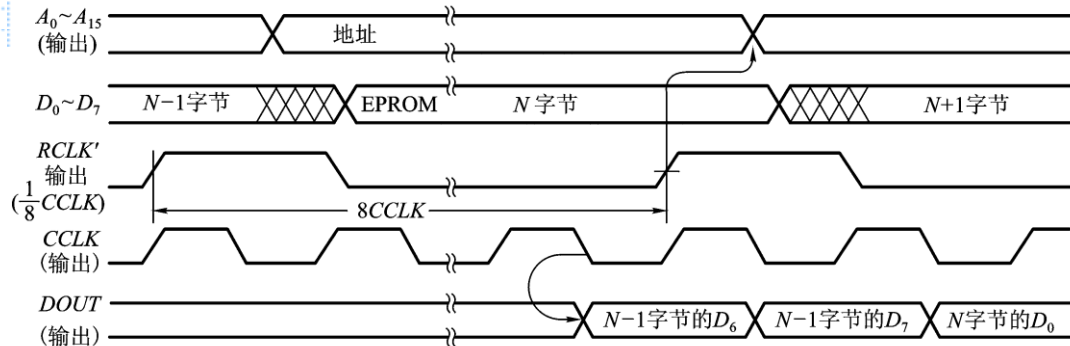 A₀~A₁₅
(输出)
地址
D₀~D₇
N−1字节
EPROM
N字节
N+1字节
RCLK′
输出
(1/8 CCLK)
8CCLK
CCLK
(输出)
DOUT
(输出)
N−1字节的D₆
N−1字节的D₇
N字节的D₀